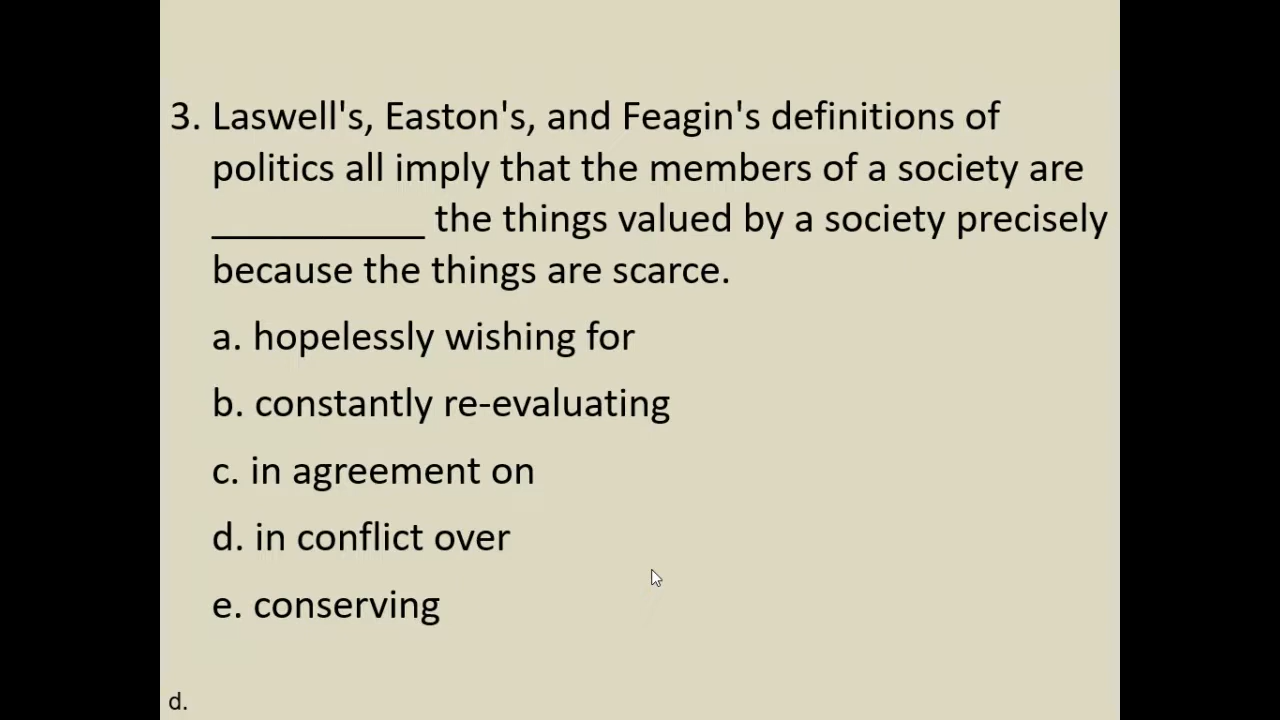 3. Laswell's, Easton's, and Feagin's definitions of
politics all imply that the members of a society are
__________ the things valued by a society precisely
because the things are scarce.
a. hopelessly wishing for
b. constantly re-evaluating
c. in agreement on
d. in conflict over
e. conserving
d.